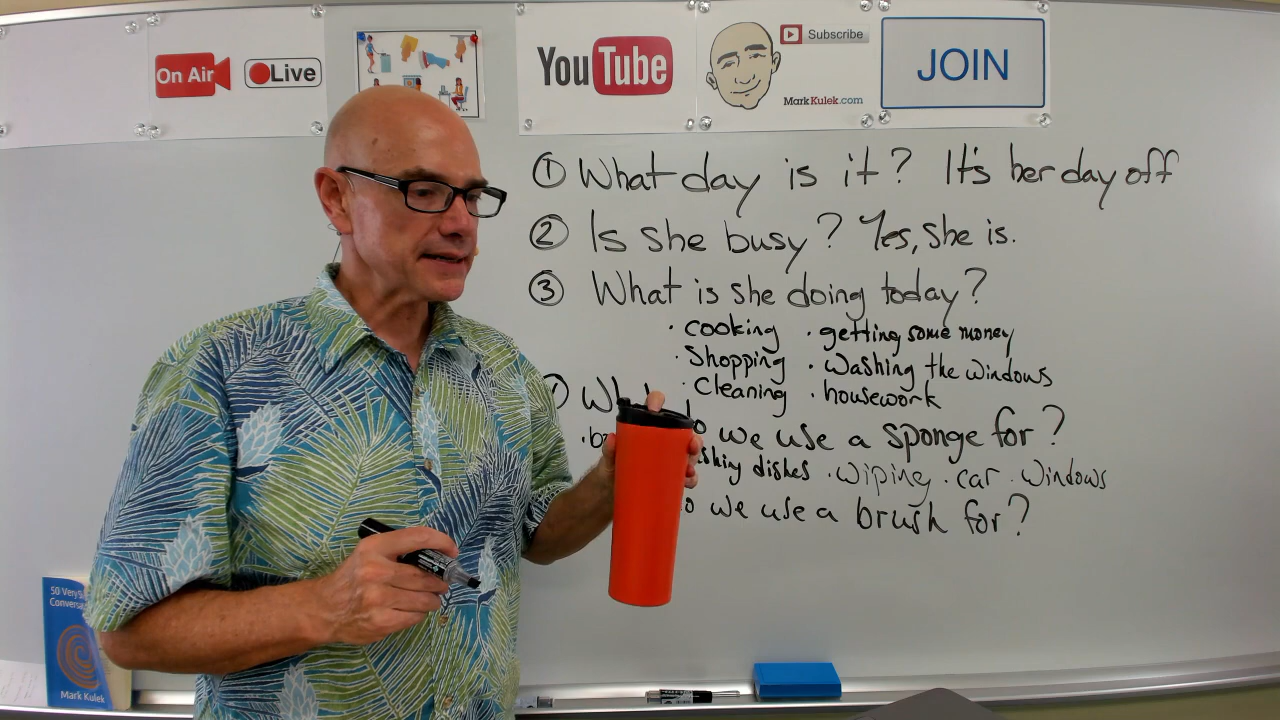 On Air
Live
YouTube
Subscribe
MarkKulek.com
JOIN
① What day is it? It's her day off
② Is she busy? Yes, she is.
③ What is she doing today?
· cooking · getting some money
· Shopping · Washing the windows
· Cleaning · housework
we use a sponge for?
dishes · wiping · car · windows
we use a brush for?
50 Very
Mark Kulek